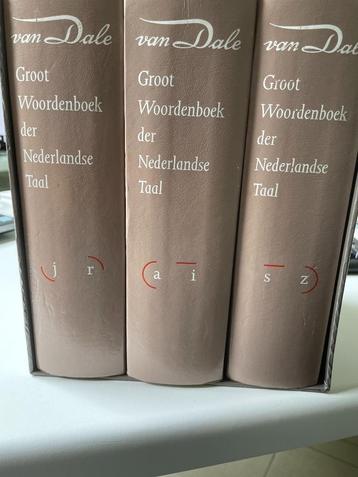 van Dale
Groot
Woordenboek
der
Nederlandse
Taal
j r
van Dale
Groot
Woordenboek
der
Nederlandse
Taal
a i
van Dal
Groot
Woordenboek
der
Nederlandse
Taal
s z